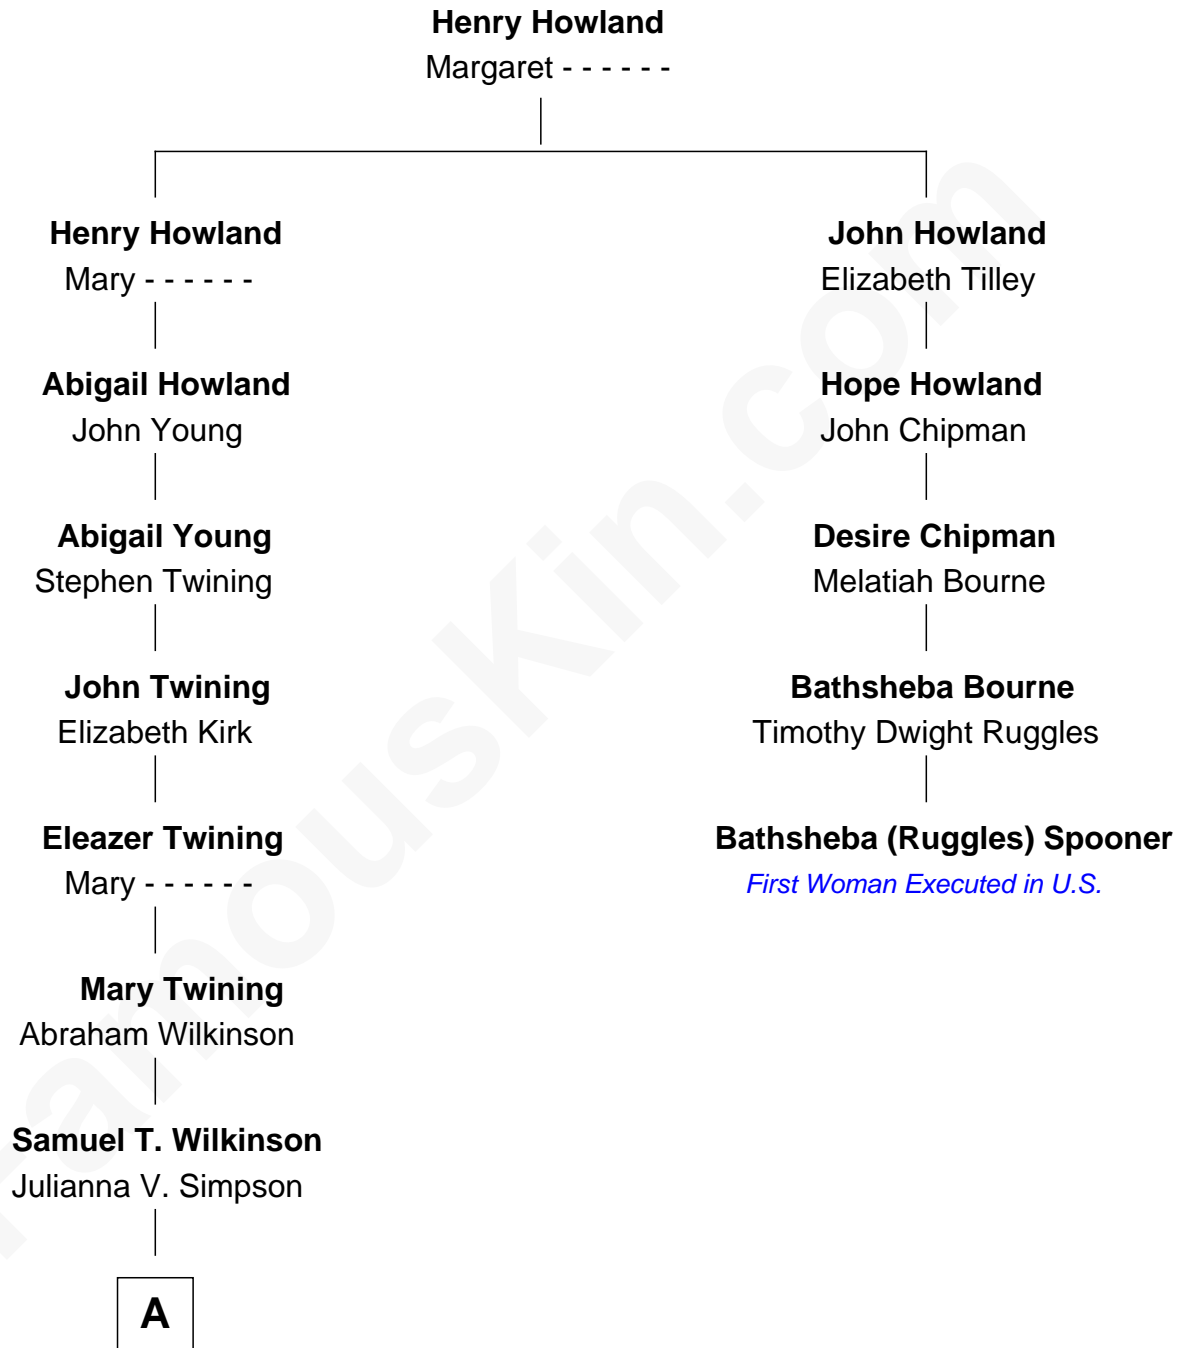 Henry Howland
Margaret - - - - - -
Henry Howland
Mary - - - - - -
Abigail Howland
John Young
Abigail Young
Stephen Twining
John Twining
Elizabeth Kirk
Eleazer Twining
Mary - - - - - -
Mary Twining
Abraham Wilkinson
Samuel T. Wilkinson
Julianna V. Simpson
A
John Howland
Elizabeth Tilley
Hope Howland
John Chipman
Desire Chipman
Melatiah Bourne
Bathsheba Bourne
Timothy Dwight Ruggles
Bathsheba (Ruggles) Spooner
First Woman Executed in U.S.
FamousKin.com